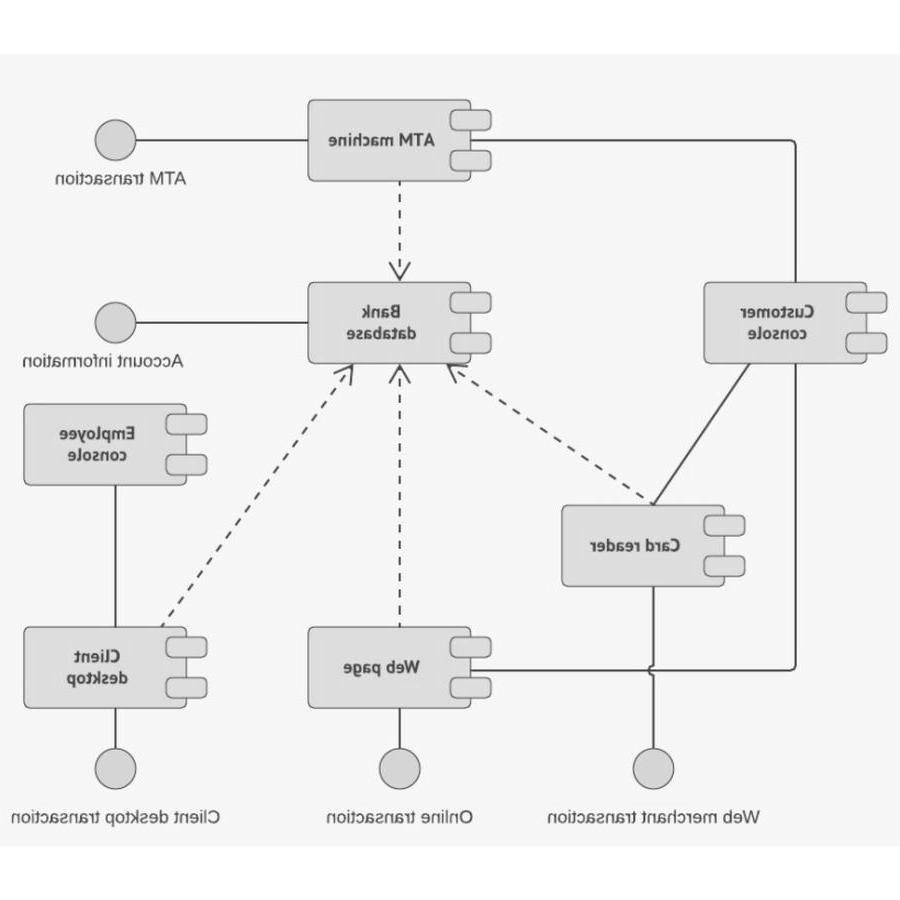 ATM machine
ATM transaction
Bank
database
Customer
console
Account information
Employee
console
Card reader
Client
desktop
Web page
Client desktop transaction
Online transaction
Web merchant transaction